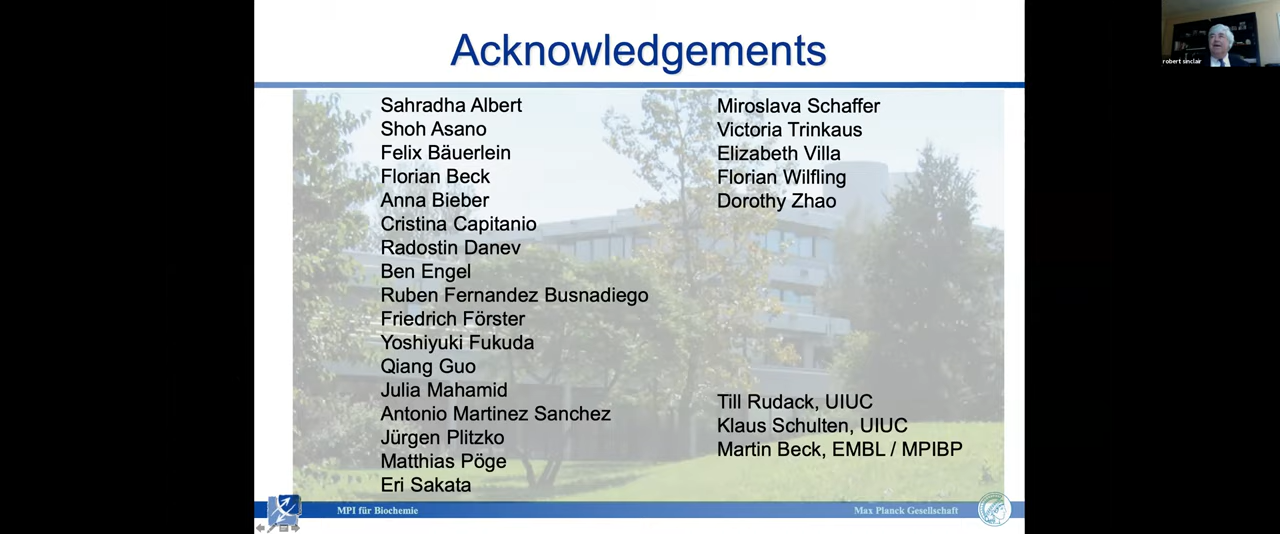 Acknowledgements
Sahradha Albert
Shoh Asano
Felix Bäuerlein
Florian Beck
Anna Bieber
Cristina Capitanio
Radostin Danev
Ben Engel
Ruben Fernandez Busnadiego
Friedrich Förster
Yoshiyuki Fukuda
Qiang Guo
Julia Mahamid
Antonio Martinez Sanchez
Jürgen Plitzko
Matthias Pöge
Eri Sakata
Miroslava Schaffer
Victoria Trinkaus
Elizabeth Villa
Florian Wilfling
Dorothy Zhao
Till Rudack, UIUC
Klaus Schulten, UIUC
Martin Beck, EMBL / MPIBP
MPI für Biochemie
Max Planck Gesellschaft
robert sinclair